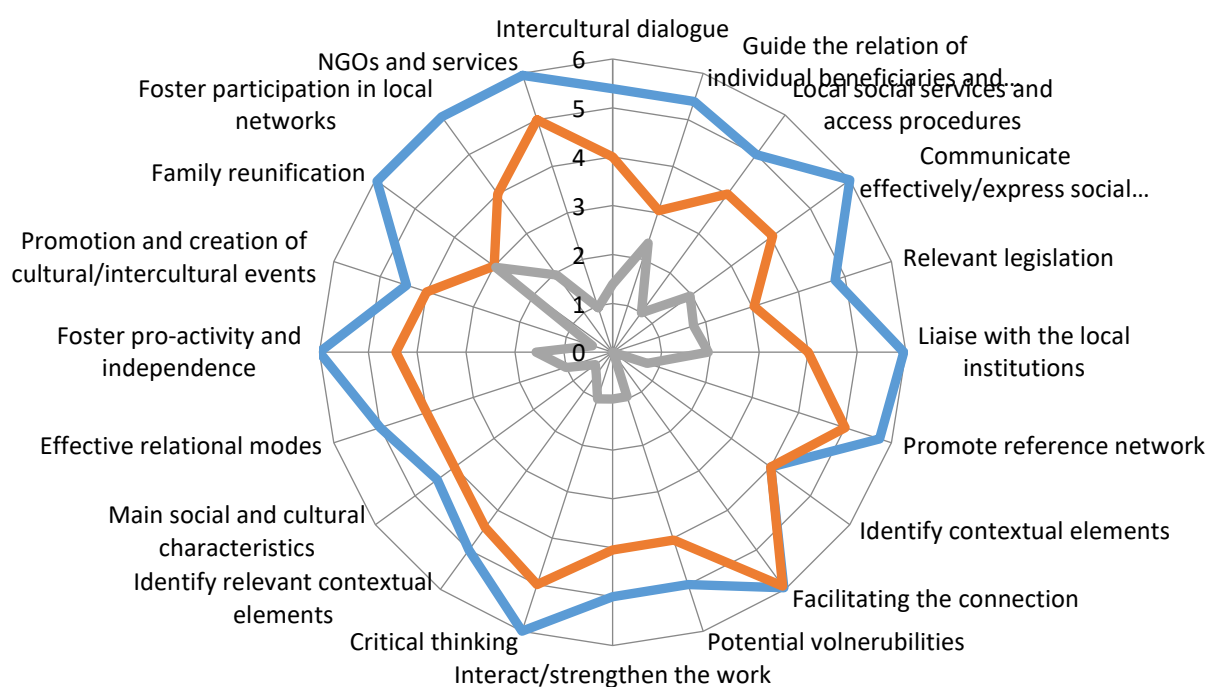 Intercultural dialogue
Guide the relation of
individual beneficiaries and...
Local social services and
access procedures
Communicate
effectively/express social...
Relevant legislation
Liaise with the local
institutions
Promote reference network
Identify contextual elements
Facilitating the connection
Potential volnerubilities
Interact/strengthen the work
Critical thinking
Identify relevant contextual
elements
Main social and cultural
characteristics
Effective relational modes
Foster pro-activity and
independence
Promotion and creation of
cultural/intercultural events
Family reunification
Foster participation in local
networks
NGOs and services
6
5
4
3
2
1
0